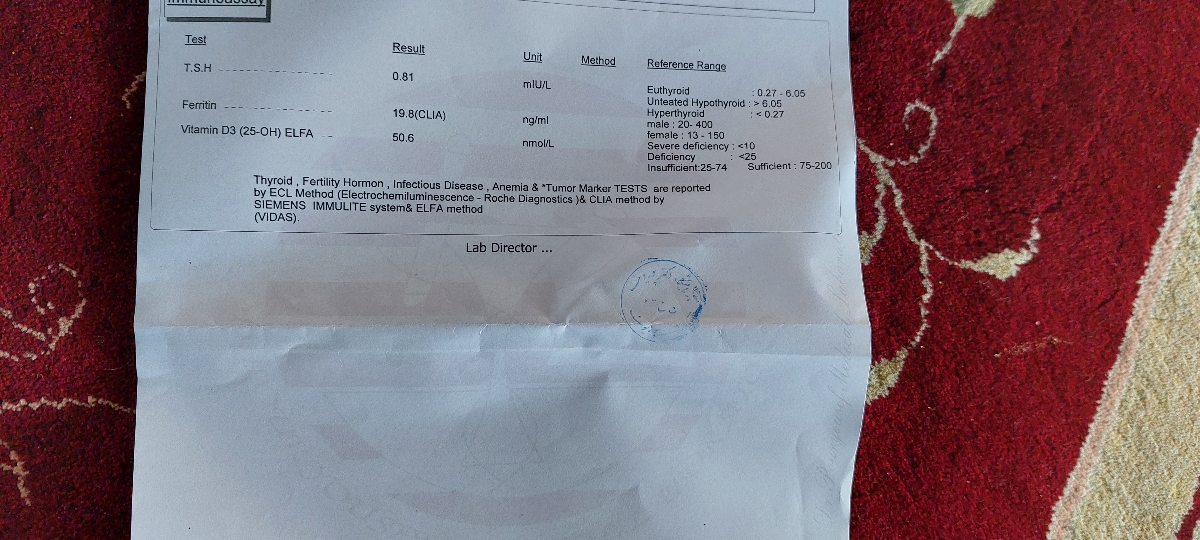 Immunoassay
Test Result Unit Method Reference Range
T.S.H 0.81 mIU/L Euthyroid : 0.27 - 6.05
Unteated Hypothyroid : > 6.05
Hyperthyroid : < 0.27
Ferritin 19.8(CLIA) ng/ml male : 20- 400
female : 13 - 150
Vitamin D3 (25-OH) ELFA 50.6 nmol/L Severe deficiency : <10
Deficiency : <25
Insufficient:25-74 Sufficient : 75-200
Thyroid , Fertility Hormon , Infectious Disease , Anemia & *Tumor Marker TESTS are reported
by ECL Method (Electrochemiluminescence - Roche Diagnostics )& CLIA method by
SIEMENS IMMULITE system& ELFA method
(VIDAS).
Lab Director ...